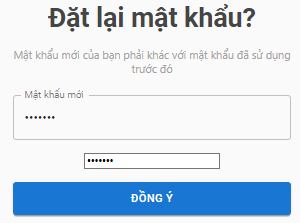 Đặt lại mật khẩu?
Mật khẩu mới của bạn phải khác với mật khẩu đã sử dụng
trước đó
Mật khẩu mới
•••••••
•••••••
ĐỒNG Ý